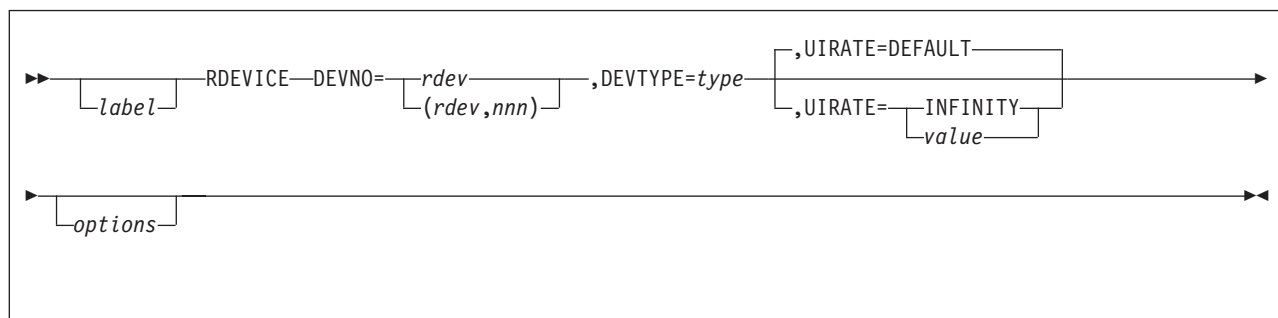 ,UIRATE=DEFAULT
RDEVICE DEVNO= rdev ,DEVTYPE=type
label (rdev,nnn) ,UIRATE= INFINITY
value
options